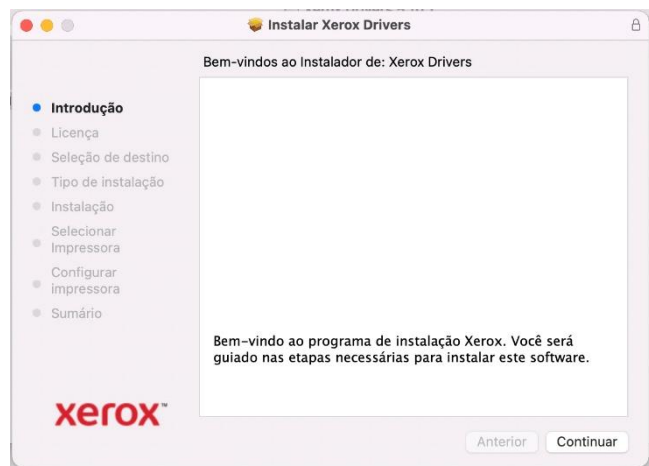 Instalar Xerox Drivers
Bem-vindos ao Instalador de: Xerox Drivers
Introdução
Licença
Seleção de destino
Tipo de instalação
Instalação
Selecionar
Impressora
Configurar
impressora
Sumário
Bem-vindo ao programa de instalação Xerox. Você será
guiado nas etapas necessárias para instalar este software.
xerox™
Anterior
Continuar